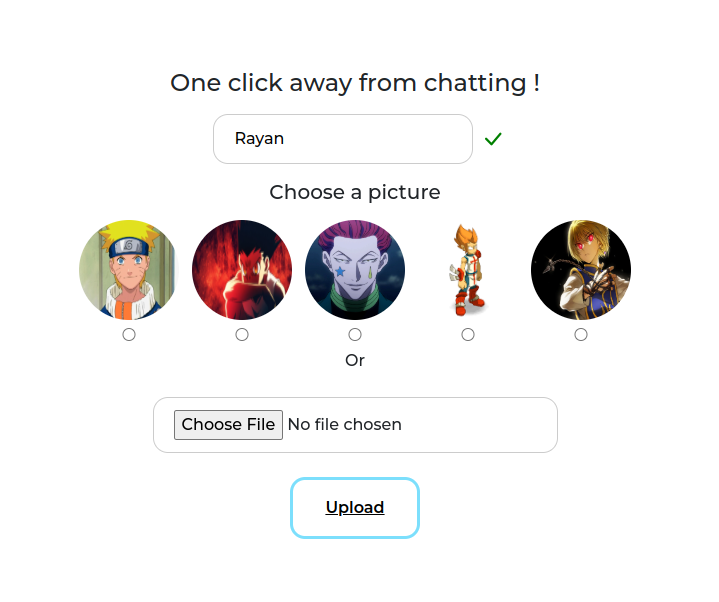 One click away from chatting !
Rayan
Choose a picture
Or
Choose File No file chosen
Upload